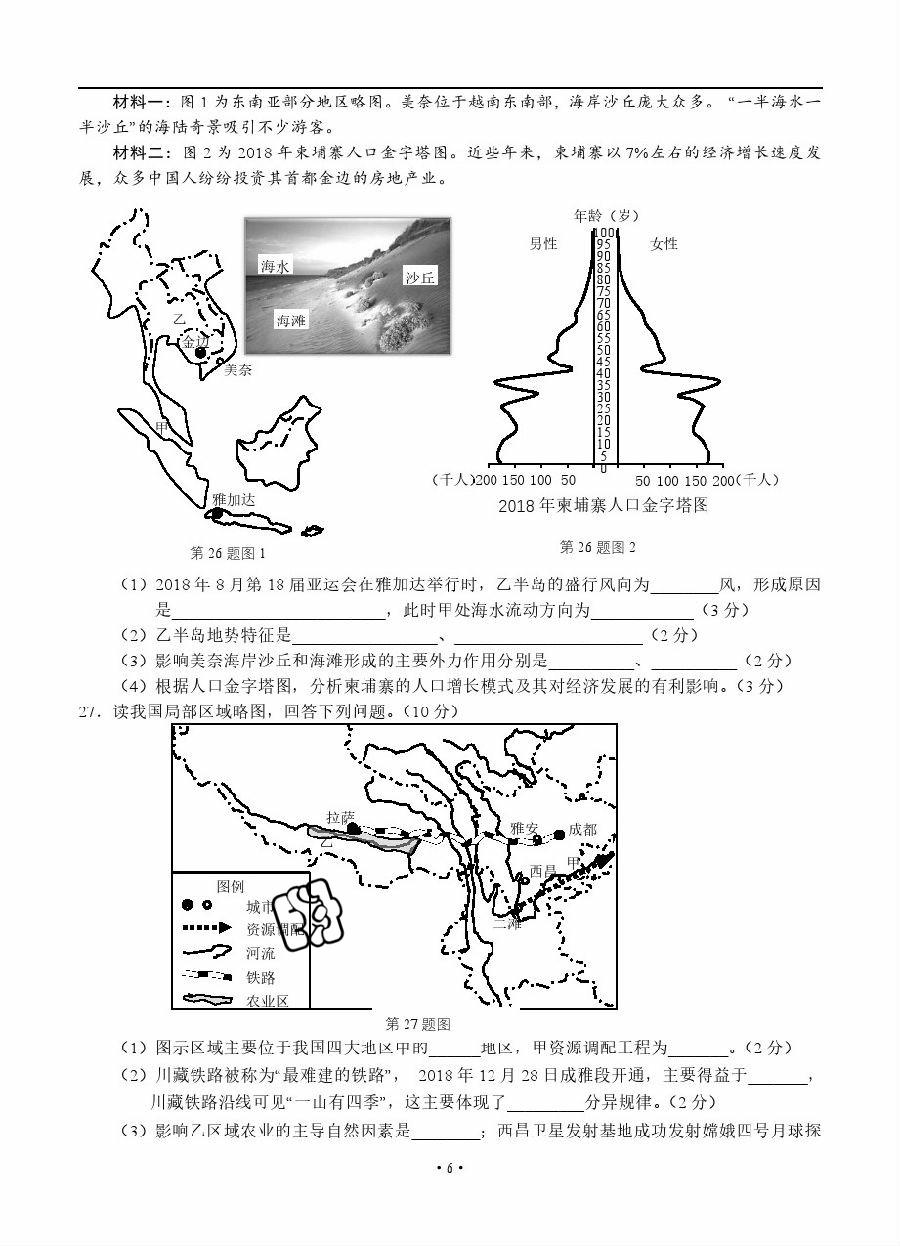 材料一：图 1 为东南亚部分地区略图。美奈位于越南东南部，海岸沙丘庞大众多。 “一半海水一
半沙丘”的海陆奇景吸引不少游客。
材料二：图 2 为 2018 年柬埔寨人口金字塔图。近些年来，柬埔寨以 7%左右的经济增长速度发
展，众多中国人纷纷投资其首都金边的房地产业。
乙
金边
美奈
甲
雅加达
第 26 题图 1
海水
沙丘
海滩
年龄（岁）
男性
女性
100
95
90
85
80
75
70
65
60
55
50
45
40
35
30
25
20
15
10
5
0
（千人）200 150 100 50
50 100 150 200（千人）
2018 年柬埔寨人口金字塔图
第 26 题图 2
（1）2018 年 8 月第 18 届亚运会在雅加达举行时，乙半岛的盛行风向为________风，形成原因
是_________________________，此时甲处海水流动方向为____________（3 分）
（2）乙半岛地势特征是_________________、______________________（2 分）
（3）影响美奈海岸沙丘和海滩形成的主要外力作用分别是__________、__________（2 分）
（4）根据人口金字塔图，分析柬埔寨的人口增长模式及其对经济发展的有利影响。（3 分）
27．读我国局部区域略图，回答下列问题。（10 分）
拉萨
乙
雅安
成都
西昌
甲
二滩
图例
城市
资源调配
河流
铁路
农业区
第 27 题图
（1）图示区域主要位于我国四大地区中的______地区，甲资源调配工程为_______。（2 分）
（2）川藏铁路被称为“最难建的铁路”， 2018 年 12 月 28 日成雅段开通，主要得益于_______，
川藏铁路沿线可见“一山有四季”，这主要体现了_________分异规律。（2 分）
（3）影响乙区域农业的主导自然因素是________；西昌卫星发射基地成功发射嫦娥四号月球探
· 6 ·